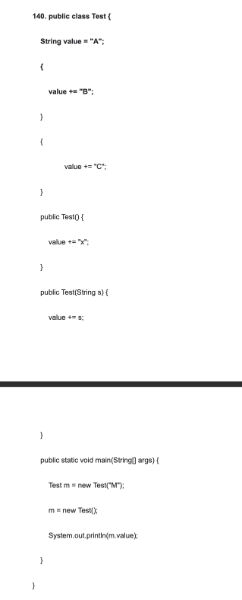 140. public class Test {
String value = "A";
{
value += "B";
}
{
value += "C";
}
public Test() {
value += "x";
}
public Test(String s) {
value += s;
}
public static void main(String[] args) {
Test m = new Test("M");
m = new Test();
System.out.println(m.value);
}
}